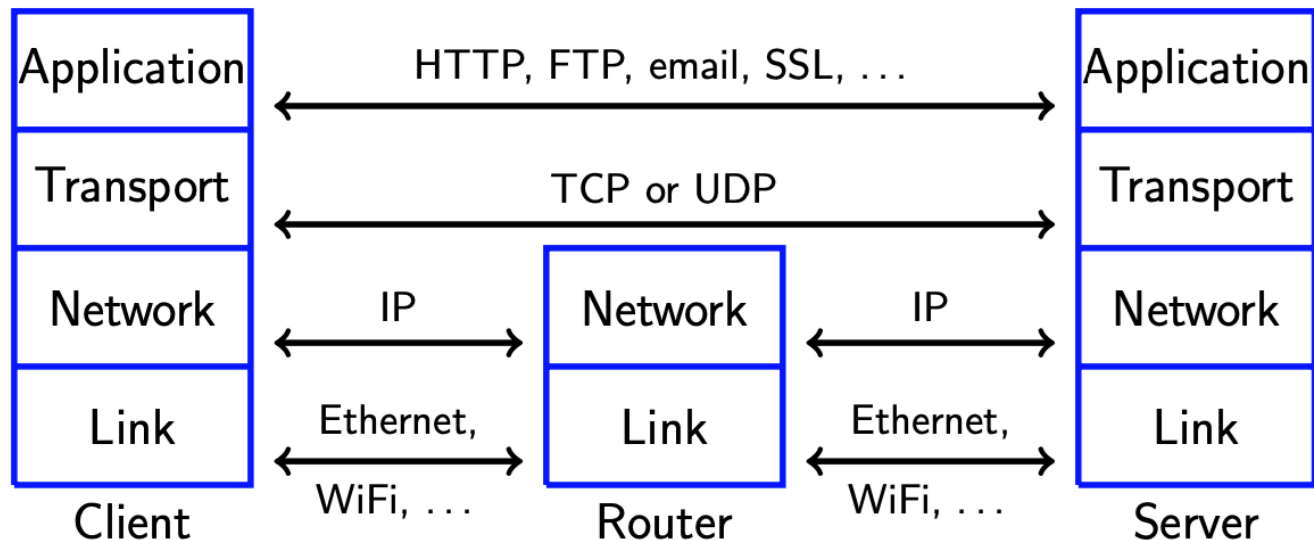 Application HTTP, FTP, email, SSL, ... Application
Transport TCP or UDP Transport
Network IP Network IP Network
Link Ethernet, Link Ethernet, Link
WiFi, ... WiFi, ...
Client Router Server